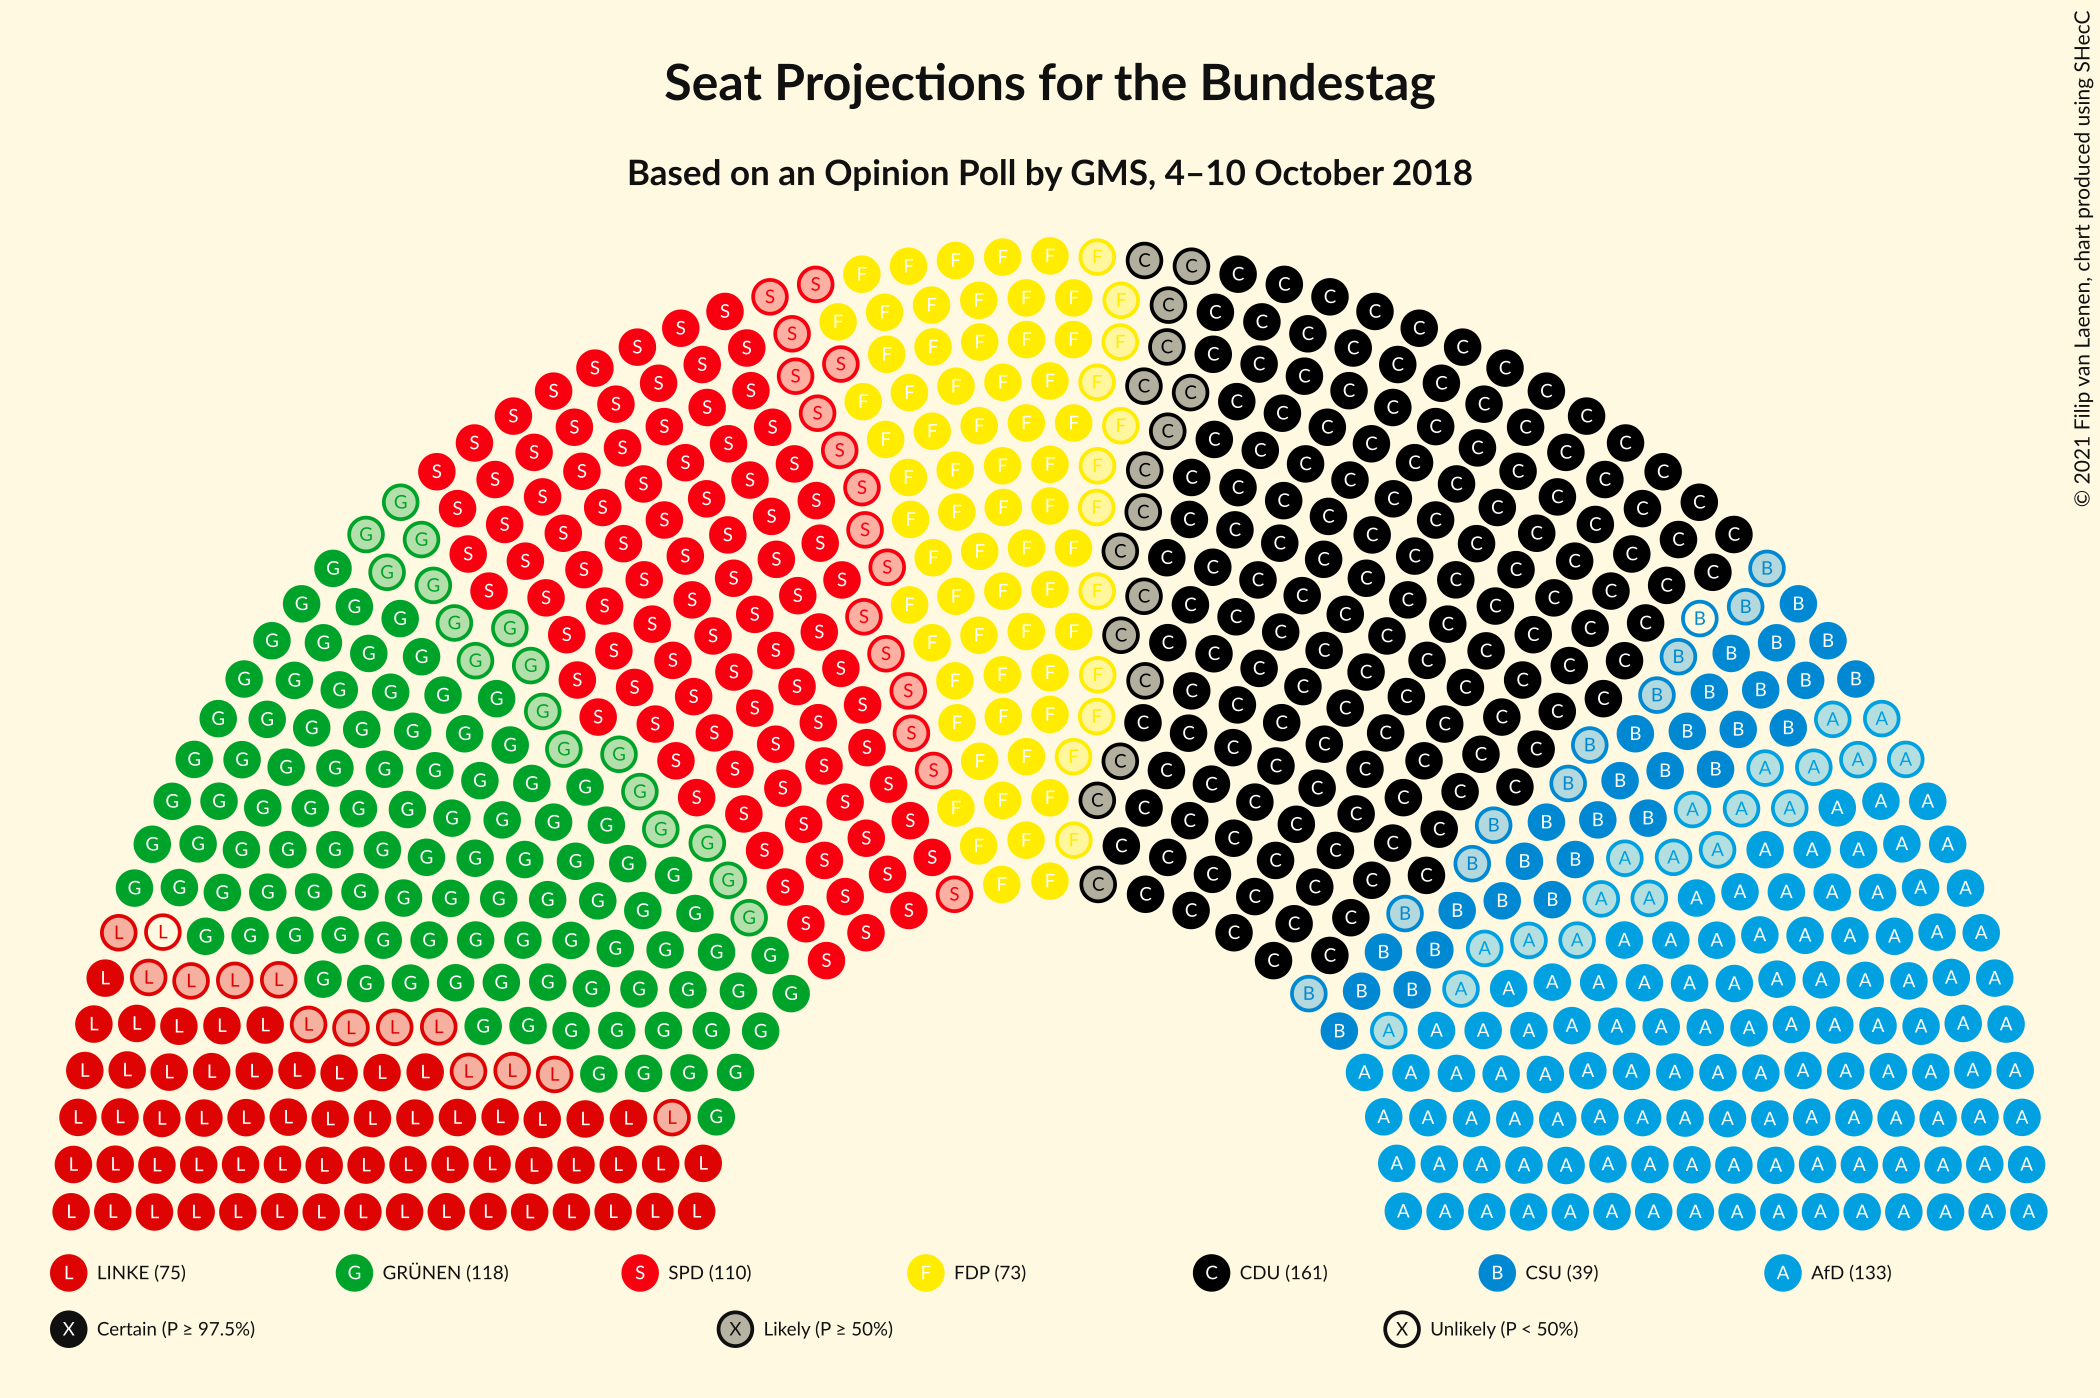 Seat Projections for the Bundestag
Based on an Opinion Poll by GMS, 4–10 October 2018
© 2021 Filip van Laenen, chart produced using SHecC
L LINKE (75) G GRÜNEN (118) S SPD (110) F FDP (73) C CDU (161) B CSU (39) A AfD (133)
X Certain (P ≥ 97.5%) X Likely (P ≥ 50%) X Unlikely (P < 50%)